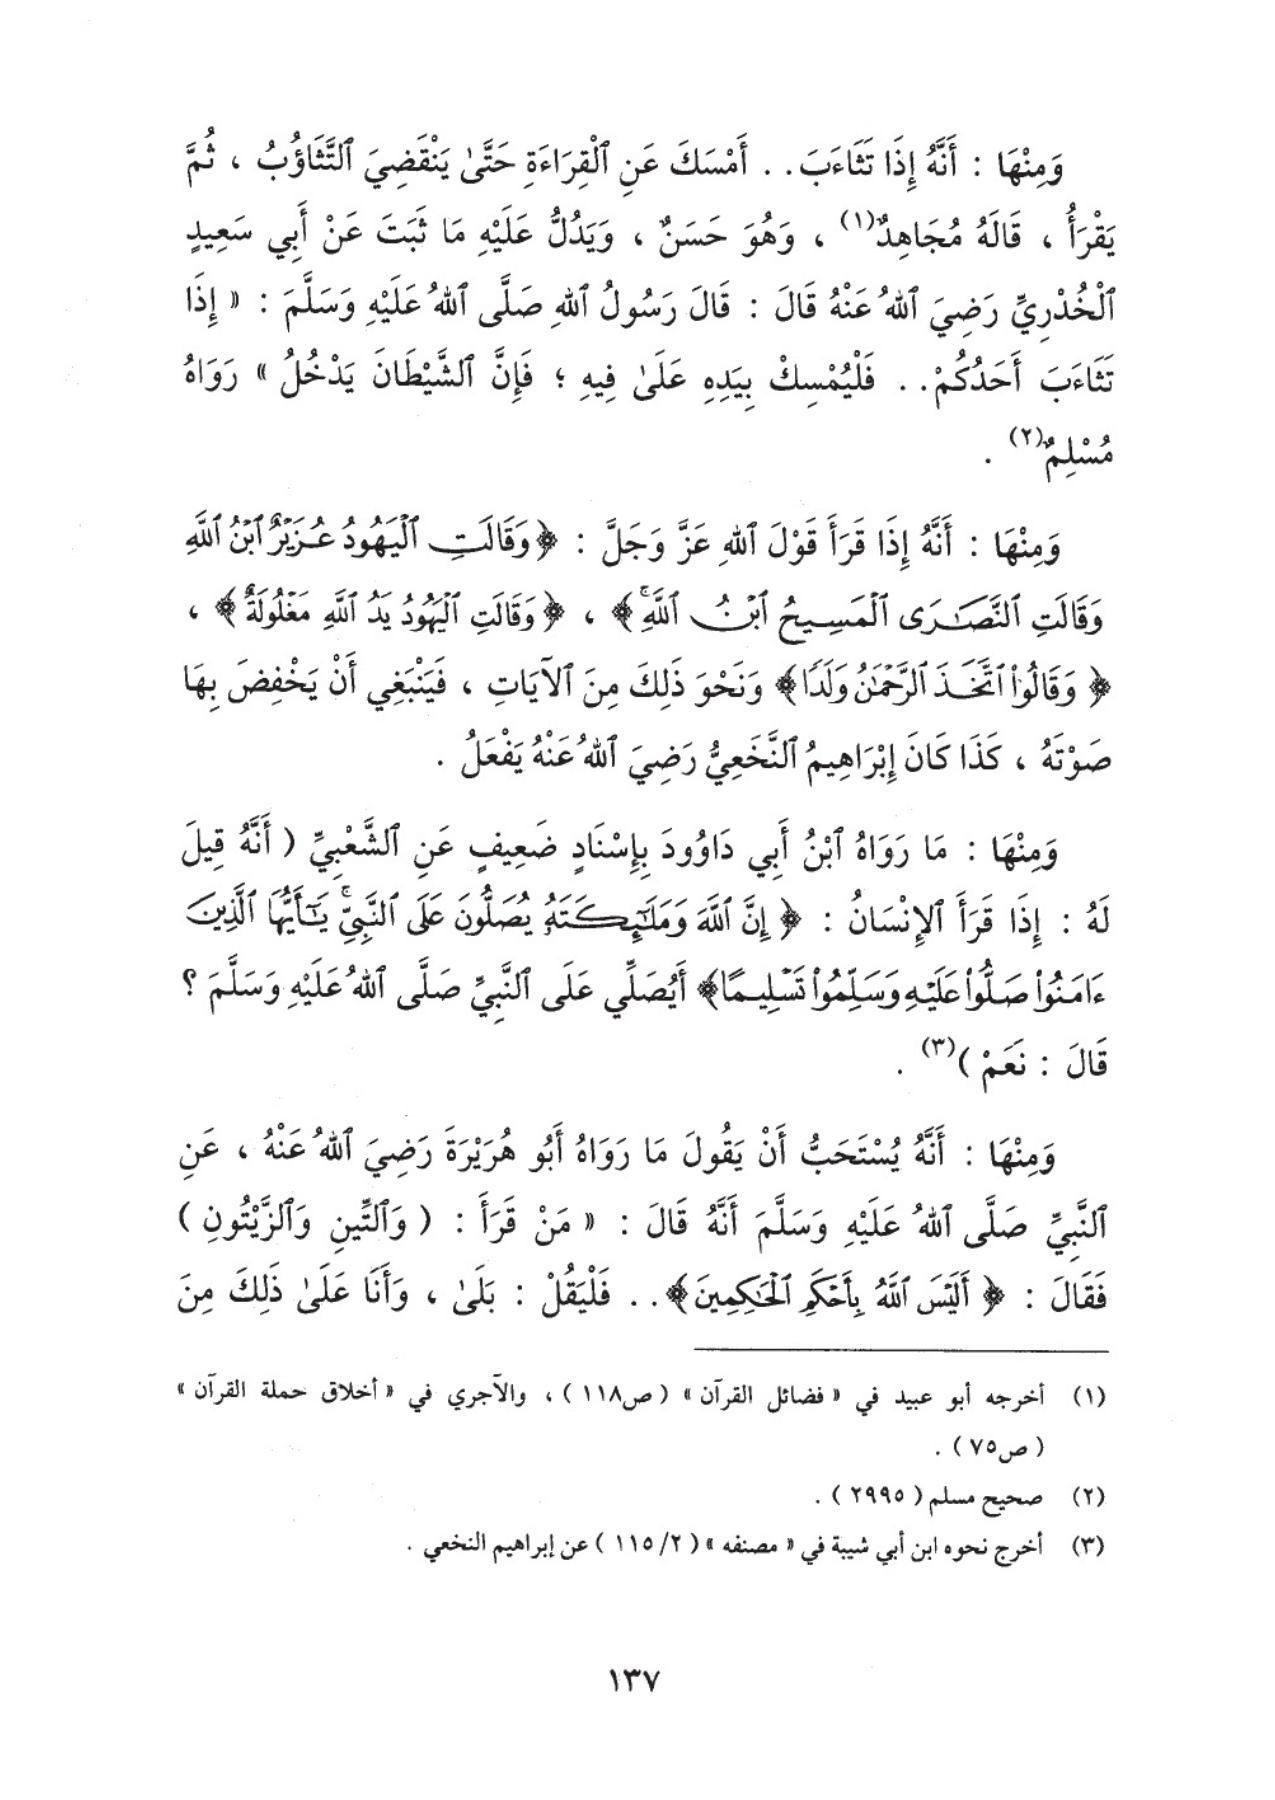 وَمِنْهَا : أَنَّهُ إِذَا تَثَاءَبَ . . أَمْسَكَ عَنِ ٱلْقِرَاءَةِ حَتَّىٰ يَنْقَضِيَ ٱلتَّثَاؤُبُ ، ثُمَّ
يَقْرَأُ ، قَالَهُ مُجَاهِدٌ(١) ، وَهُوَ حَسَنٌ ، وَيَدُلُّ عَلَيْهِ مَا ثَبَتَ عَنْ أَبِي سَعِيدٍ
ٱلْخُدْرِيِّ رَضِيَ ٱللهُ عَنْهُ قَالَ : قَالَ رَسُولُ ٱللهِ صَلَّى ٱللهُ عَلَيْهِ وَسَلَّمَ : « إِذَا
تَثَاءَبَ أَحَدُكُمْ . . فَلْيُمْسِكْ بِيَدِهِ عَلَىٰ فِيهِ ؛ فَإِنَّ ٱلشَّيْطَانَ يَدْخُلُ » رَوَاهُ
مُسْلِمٌ(٢) .
وَمِنْهَا : أَنَّهُ إِذَا قَرَأَ قَوْلَ ٱللهِ عَزَّ وَجَلَّ : ﴿ وَقَالَتِ ٱلْيَهُودُ عُزَيْرٌ ٱبْنُ ٱللَّهِ
وَقَالَتِ ٱلنَّصَٰرَى ٱلْمَسِيحُ ٱبْنُ ٱللَّهِۚ ﴾ ، ﴿ وَقَالَتِ ٱلْيَهُودُ يَدُ ٱللَّهِ مَغْلُولَةٌ ﴾ ،
﴿ وَقَالُوا۟ ٱتَّخَذَ ٱلرَّحْمَٰنُ وَلَدًا ﴾ وَنَحْوَ ذَلِكَ مِنَ ٱلآيَاتِ ، فَيَنْبَغِي أَنْ يَخْفِضَ بِهَا
صَوْتَهُ ، كَذَا كَانَ إِبْرَاهِيمُ ٱلنَّخَعِيُّ رَضِيَ ٱللهُ عَنْهُ يَفْعَلُ .
وَمِنْهَا : مَا رَوَاهُ ٱبْنُ أَبِي دَاوُودَ بِإِسْنَادٍ ضَعِيفٍ عَنِ ٱلشَّعْبِيِّ ( أَنَّهُ قِيلَ
لَهُ : إِذَا قَرَأَ ٱلإِنْسَانُ : ﴿ إِنَّ ٱللَّهَ وَمَلَٰٓئِكَتَهُۥ يُصَلُّونَ عَلَى ٱلنَّبِيِّۚ يَٰٓأَيُّهَا ٱلَّذِينَ
ءَامَنُوا۟ صَلُّوا۟ عَلَيْهِ وَسَلِّمُوا۟ تَسْلِيمًا ﴾ أَيُصَلِّي عَلَى ٱلنَّبِيِّ صَلَّى ٱللهُ عَلَيْهِ وَسَلَّمَ ؟
قَالَ : نَعَمْ )(٣) .
وَمِنْهَا : أَنَّهُ يُسْتَحَبُّ أَنْ يَقُولَ مَا رَوَاهُ أَبُو هُرَيْرَةَ رَضِيَ ٱللهُ عَنْهُ ، عَنِ
ٱلنَّبِيِّ صَلَّى ٱللهُ عَلَيْهِ وَسَلَّمَ أَنَّهُ قَالَ : « مَنْ قَرَأَ : ( وَٱلتِّينِ وَٱلزَّيْتُونِ )
فَقَالَ : ﴿ أَلَيْسَ ٱللَّهُ بِأَحْكَمِ ٱلْحَٰكِمِينَ ﴾ . . فَلْيَقُلْ : بَلَىٰ ، وَأَنَا عَلَىٰ ذَلِكَ مِنَ
(١) أخرجه أبو عبيد في « فضائل القرآن » ( ص١١٨ ) ، والآجري في « أخلاق حملة القرآن »
( ص٧٥ ) .
(٢) صحيح مسلم ( ٢٩٩٥ ) .
(٣) أخرج نحوه ابن أبي شيبة في « مصنفه » ( ٢/ ١١٥ ) عن إبراهيم النخعي .
١٣٧